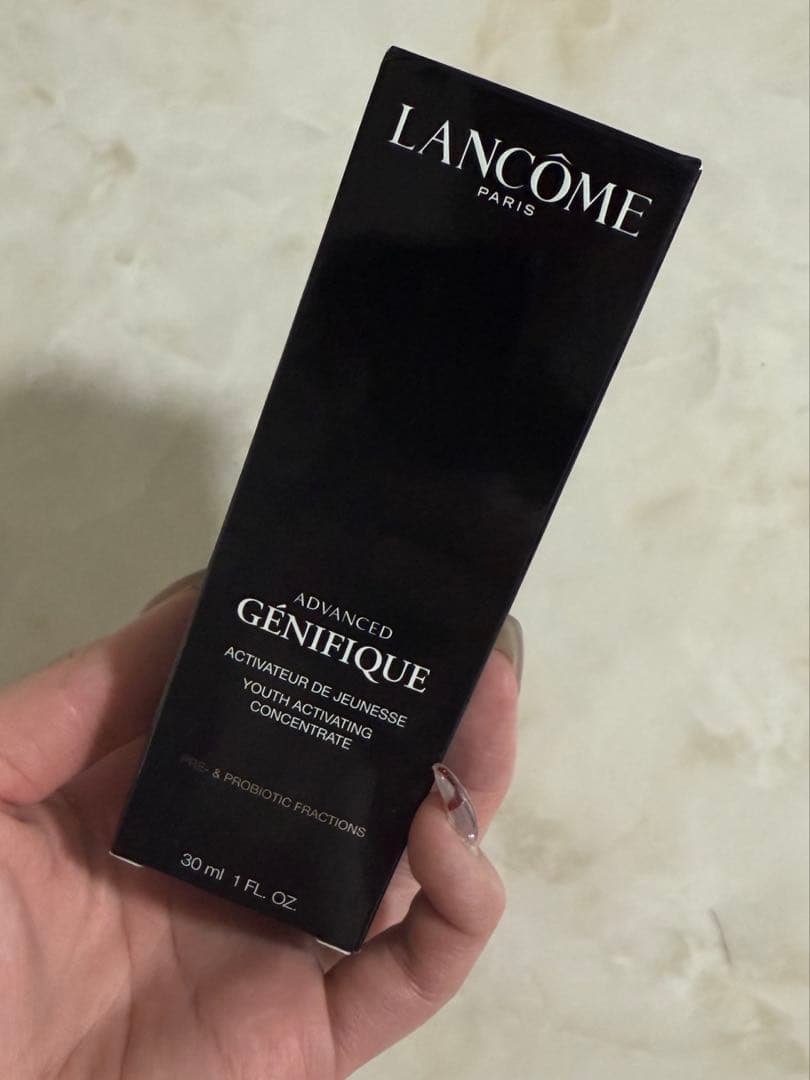 LANCÔME
PARIS
ADVANCED
GÉNIFIQUE
ACTIVATEUR DE JEUNESSE
YOUTH ACTIVATING
CONCENTRATE
PRE- & PROBIOTIC FRACTIONS
30 ml 1 FL. OZ.